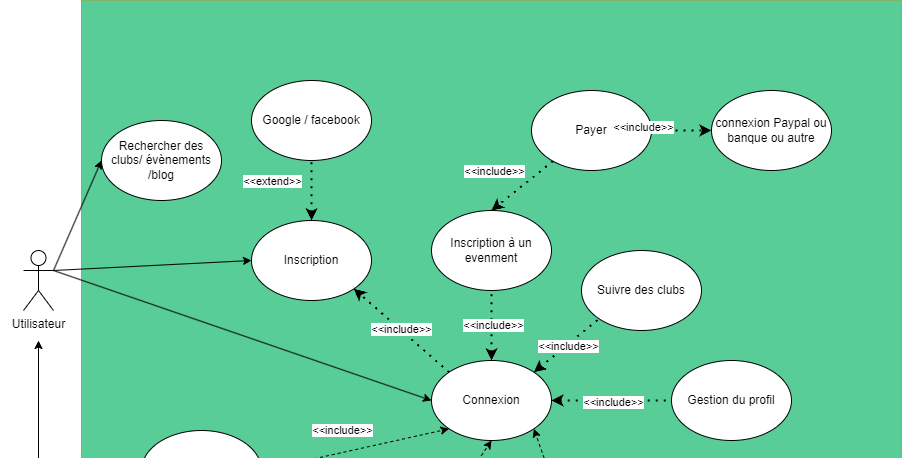 Google / facebook
Payer
<<include>>
connexion Paypal ou
banque ou autre
Rechercher des
clubs/ évènements
/blog
<<include>>
<<extend>>
Inscription
Inscription à un
evenment
Suivre des clubs
Utilisateur
<<include>>
<<include>>
<<include>>
Connexion
<<include>>
Gestion du profil
<<include>>